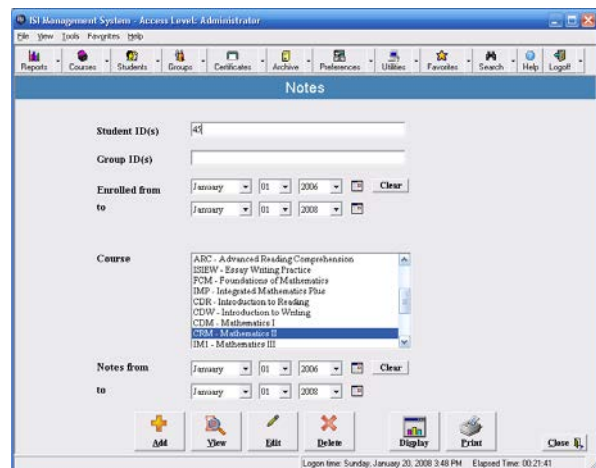 ISI Management System - Access Level: Administrator
File View Tools Favorites Help
Reports Courses Students Groups Certificates Archive Preferences Utilities Favorites Search Help Logoff
Notes
Student ID(s) 45
Group ID(s)
Enrolled from January 01 2006 Clear
to January 01 2008
Course
ARC - Advanced Reading Comprehension
ISIEW - Essay Writing Practice
FCM - Foundations of Mathematics
IMP - Integrated Mathematics Plus
CDR - Introduction to Reading
CDW - Introduction to Writing
CDM - Mathematics I
CRM - Mathematics II
IM1 - Mathematics III
Notes from January 01 2006 Clear
to January 01 2008
Add View Edit Delete Display Print Close
Logon time: Sunday, January 20, 2008 3:48 PM Elapsed Time: 00:21:41